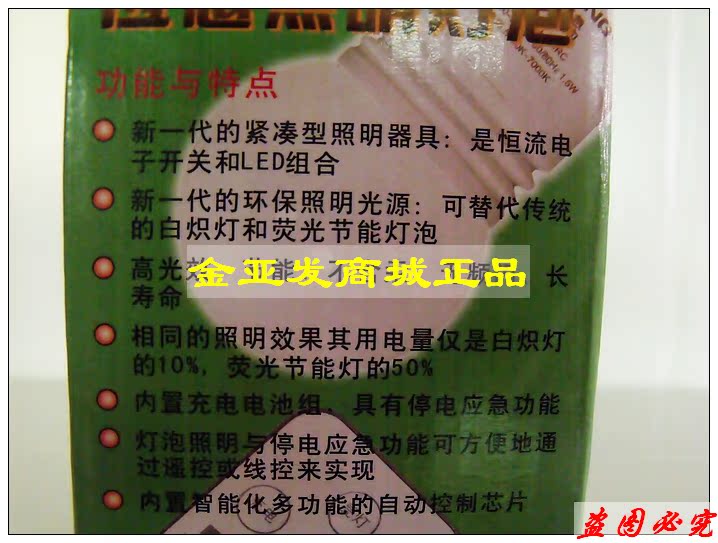 功能与特点
新一代的紧凑型照明器具：是恒流电
子开关和LED组合
新一代的环保照明光源：可替代传统
的白炽灯和荧光节能灯泡
高光效 长
金亚发商城正品
寿命
相同的照明效果其用电量仅是白炽灯
的10%，荧光节能灯的50%
内置充电电池组，具有停电应急功能
灯泡照明与停电应急功能可方便地通
过遥控或线控来实现
内置智能化多功能的自动控制芯片
盗图必究